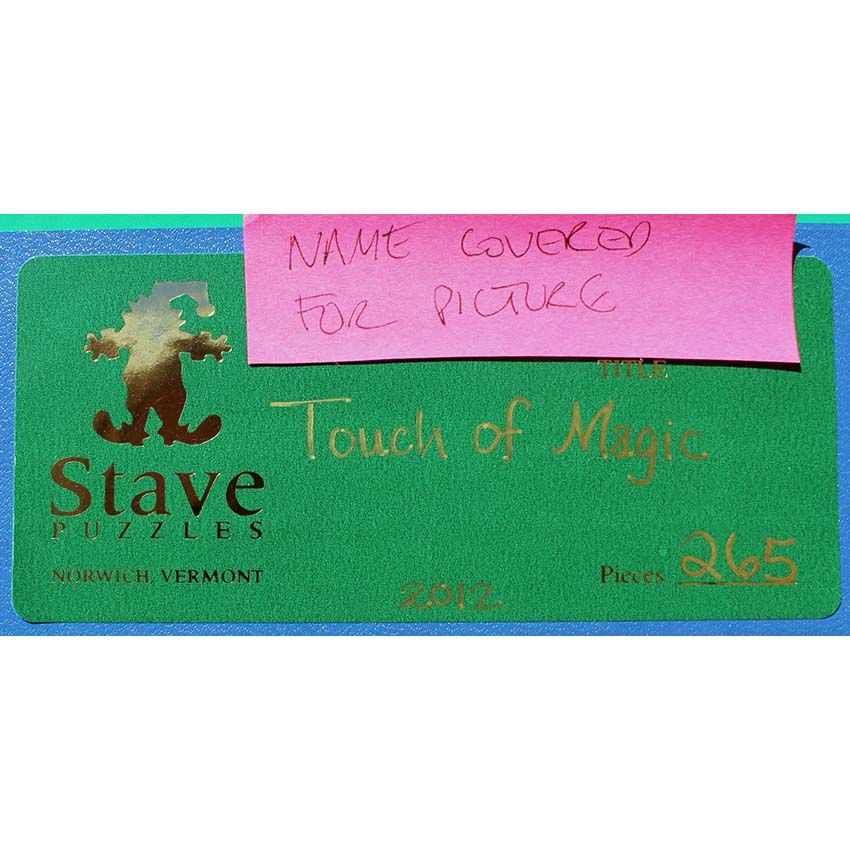 NAME COVERED
FOR PICTURE
TITLE
Touch of Magic
Stave
PUZZLES
NORWICH, VERMONT
2012
Pieces 265